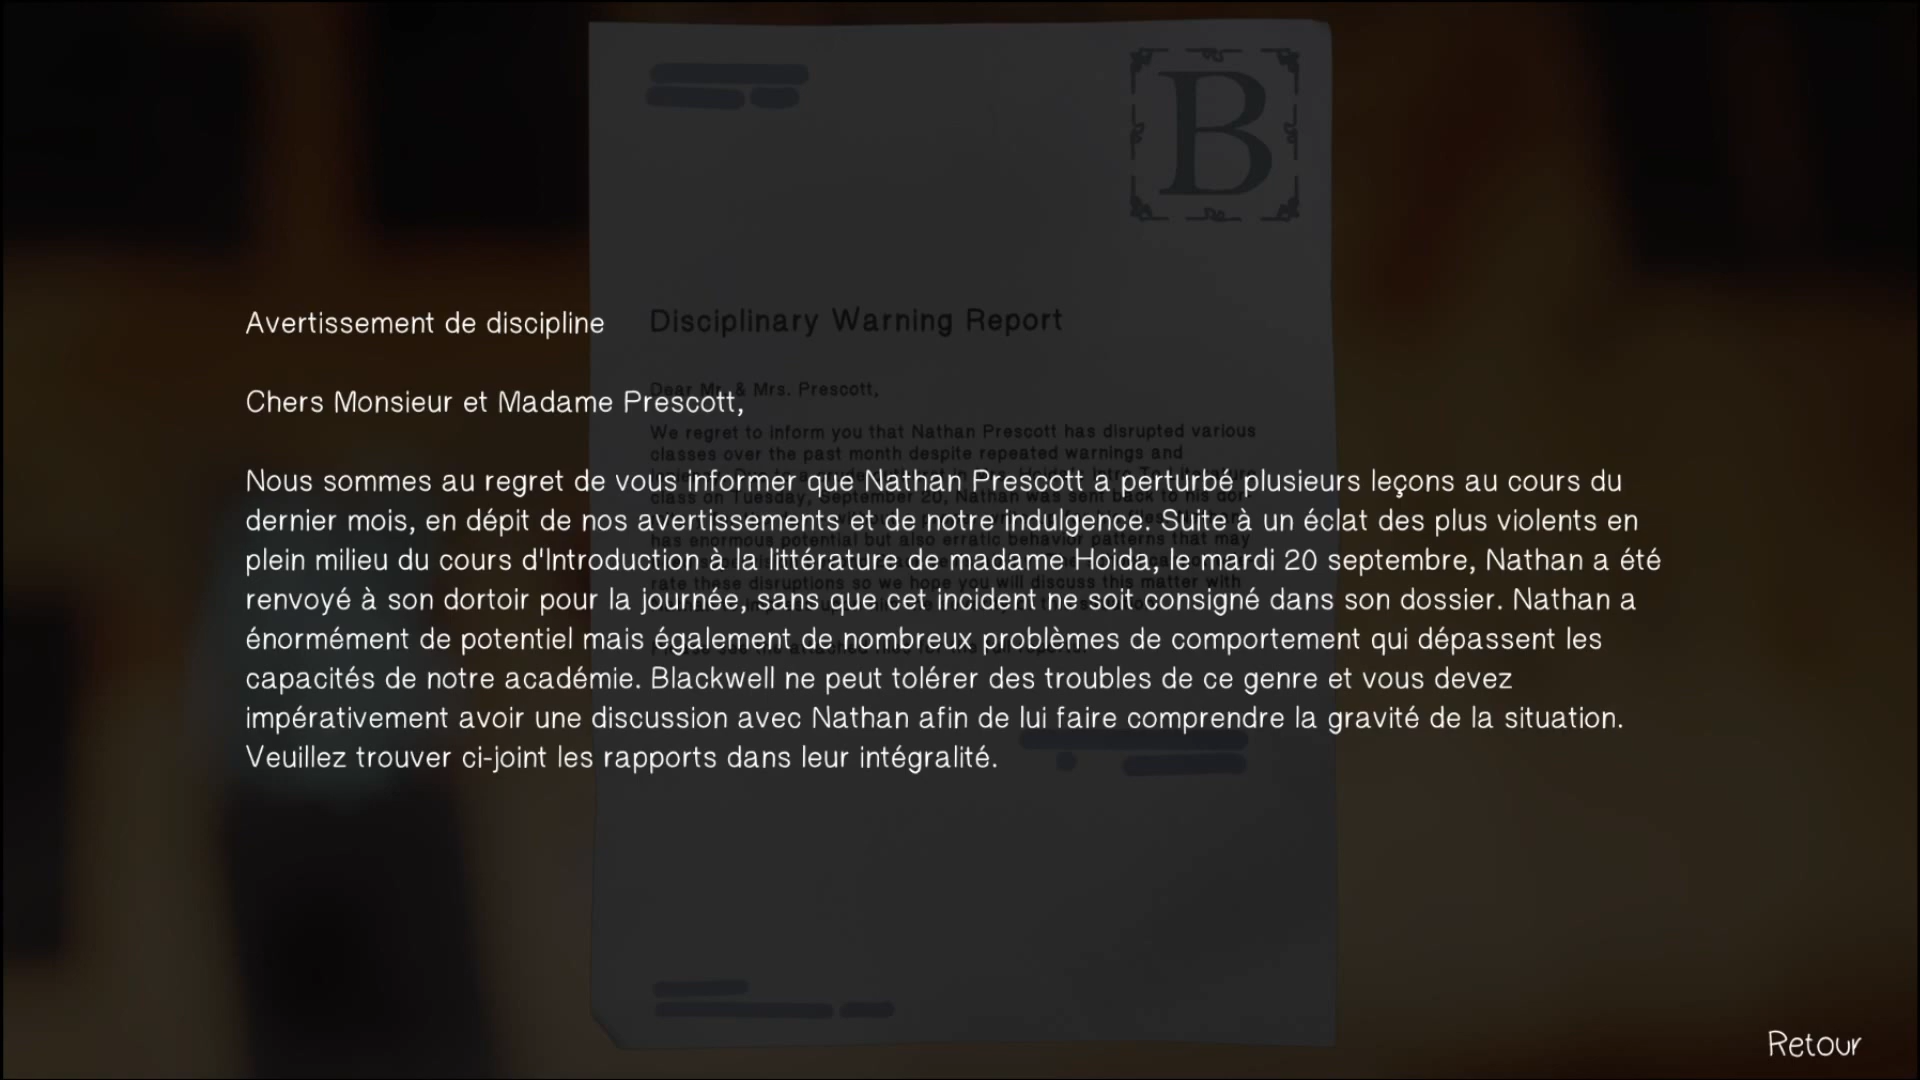 B
Disciplinary Warning Report
Avertissement de discipline
Dear Mr. & Mrs. Prescott,
Chers Monsieur et Madame Prescott,
We regret to inform you that Nathan Prescott has disrupted various
classes over the past month despite repeated warnings and
Nous sommes au regret de vous informer que Nathan Prescott a perturbé plusieurs leçons au cours du
class on Tuesday, September 20, Nathan was sent back to his dor-
dernier mois, en dépit de nos avertissements et de notre indulgence. Suite à un éclat des plus violents en
has enormous potential but also erratic behavior patterns that may
plein milieu du cours d'Introduction à la littérature de madame Hoida, le mardi 20 septembre, Nathan a été
rate these disruptions so we hope you will discuss this matter with
renvoyé à son dortoir pour la journée, sans que cet incident ne soit consigné dans son dossier. Nathan a
énormément de potentiel mais également de nombreux problèmes de comportement qui dépassent les
capacités de notre académie. Blackwell ne peut tolérer des troubles de ce genre et vous devez
impérativement avoir une discussion avec Nathan afin de lui faire comprendre la gravité de la situation.
Veuillez trouver ci-joint les rapports dans leur intégralité.
Retour